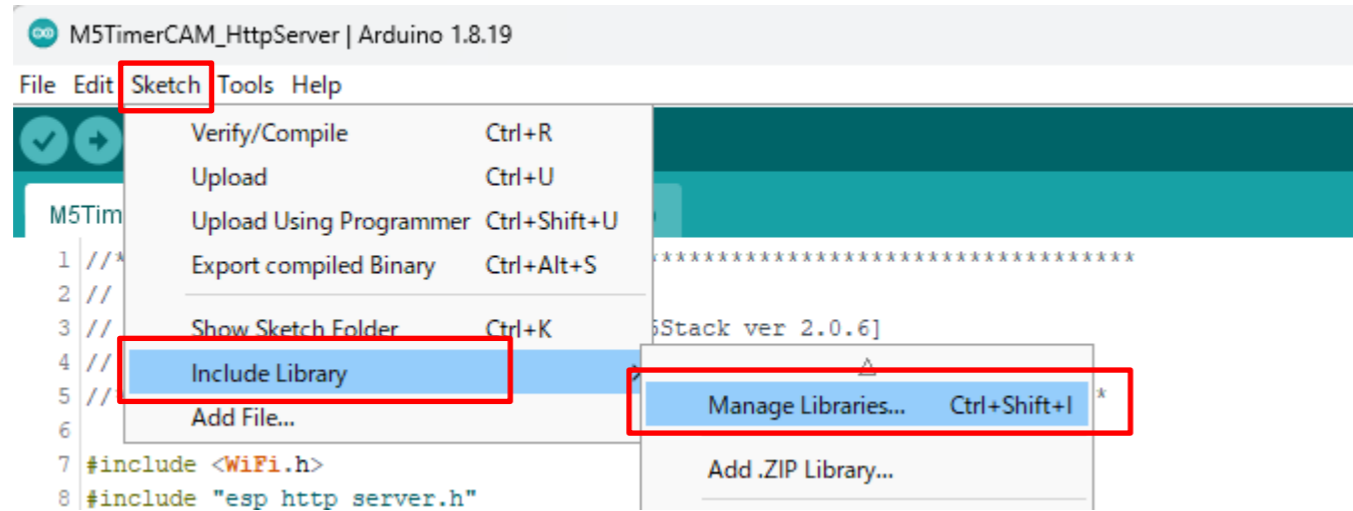 M5TimerCAM_HttpServer | Arduino 1.8.19
File Edit Sketch Tools Help
Verify/Compile Ctrl+R
Upload Ctrl+U
M5Tim
Upload Using Programmer Ctrl+Shift+U
1 //*
Export compiled Binary Ctrl+Alt+S
**********************************
2 //
3 //
Show Sketch Folder Ctrl+K
5Stack ver 2.0.6]
4 //
Include Library
5 //*
Manage Libraries... Ctrl+Shift+I
*
Add File...
6
7 #include <WiFi.h>
Add .ZIP Library...
8 #include "esp_http_server.h"